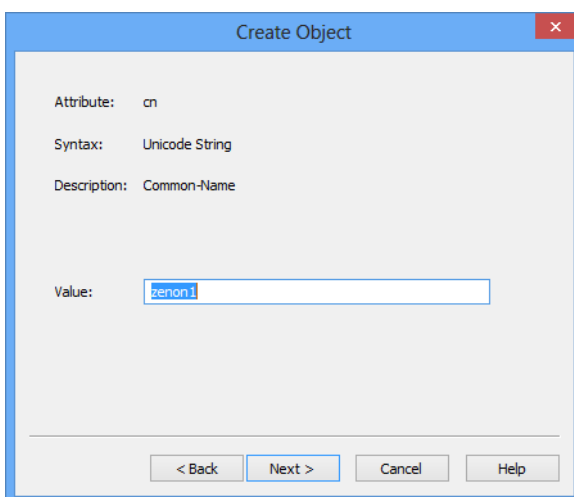 Create Object
Attribute: cn
Syntax: Unicode String
Description: Common-Name
Value: zenon1
< Back Next > Cancel Help